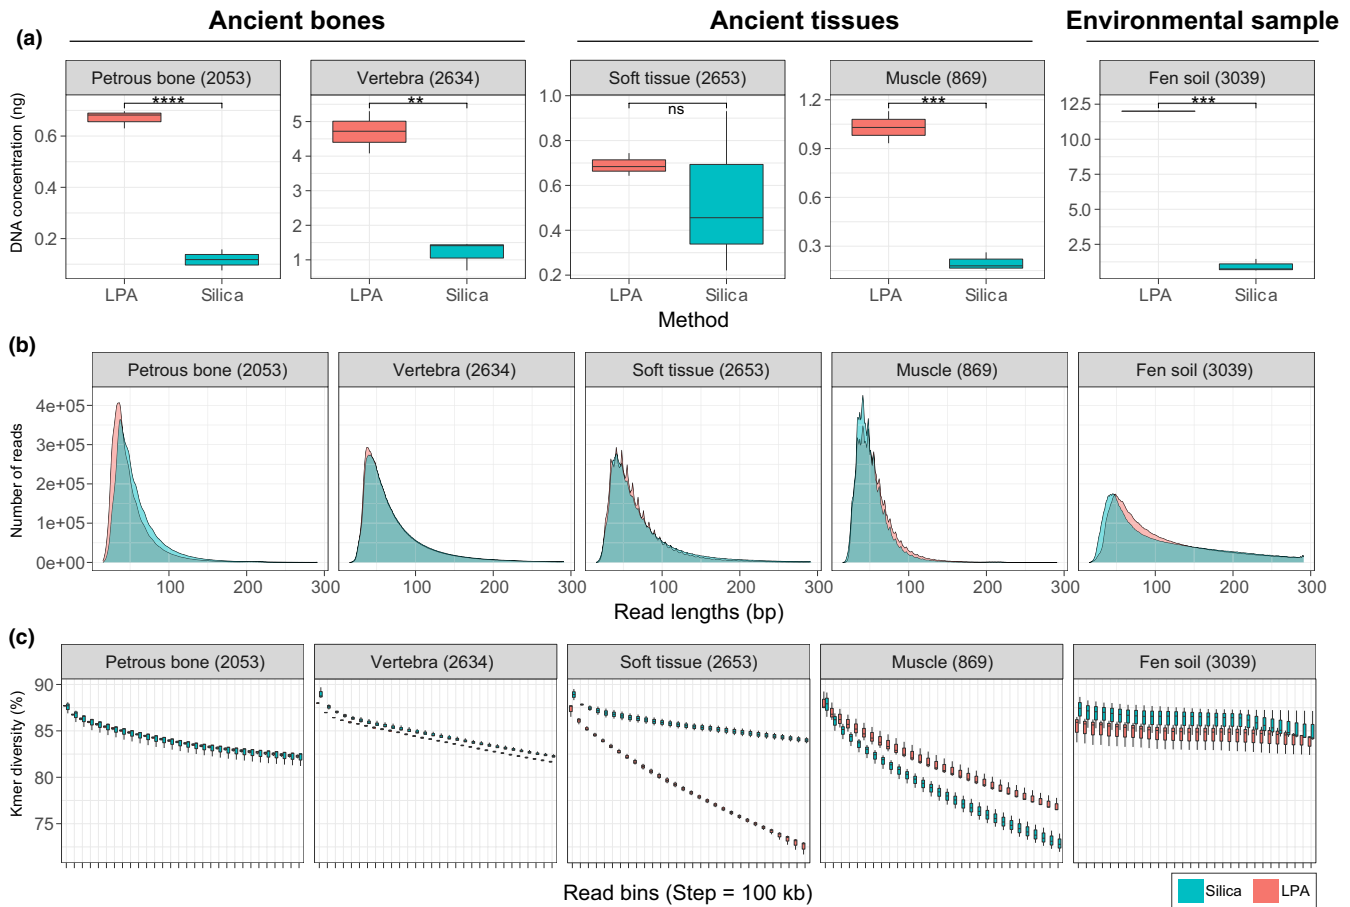 Ancient bones Ancient tissues Environmental sample
(a)
Petrous bone (2053) Vertebra (2634) Soft tissue (2653) Muscle (869) Fen soil (3039)
DNA concentration (ng)
**** ** ns *** ***
0.6 0.4 0.2
5 4 3 2 1
1.0 0.8 0.6 0.4 0.2
1.2 0.9 0.6 0.3
12.5 10.0 7.5 5.0 2.5
LPA Silica LPA Silica LPA Silica LPA Silica LPA Silica
Method
(b)
Petrous bone (2053) Vertebra (2634) Soft tissue (2653) Muscle (869) Fen soil (3039)
Number of reads
4e+05
3e+05
2e+05
1e+05
0e+00
100 200 300 100 200 300 100 200 300 100 200 300 100 200 300
Read lengths (bp)
(c)
Petrous bone (2053) Vertebra (2634) Soft tissue (2653) Muscle (869) Fen soil (3039)
Kmer diversity (%)
90
85
80
75
Read bins (Step = 100 kb)
Silica LPA